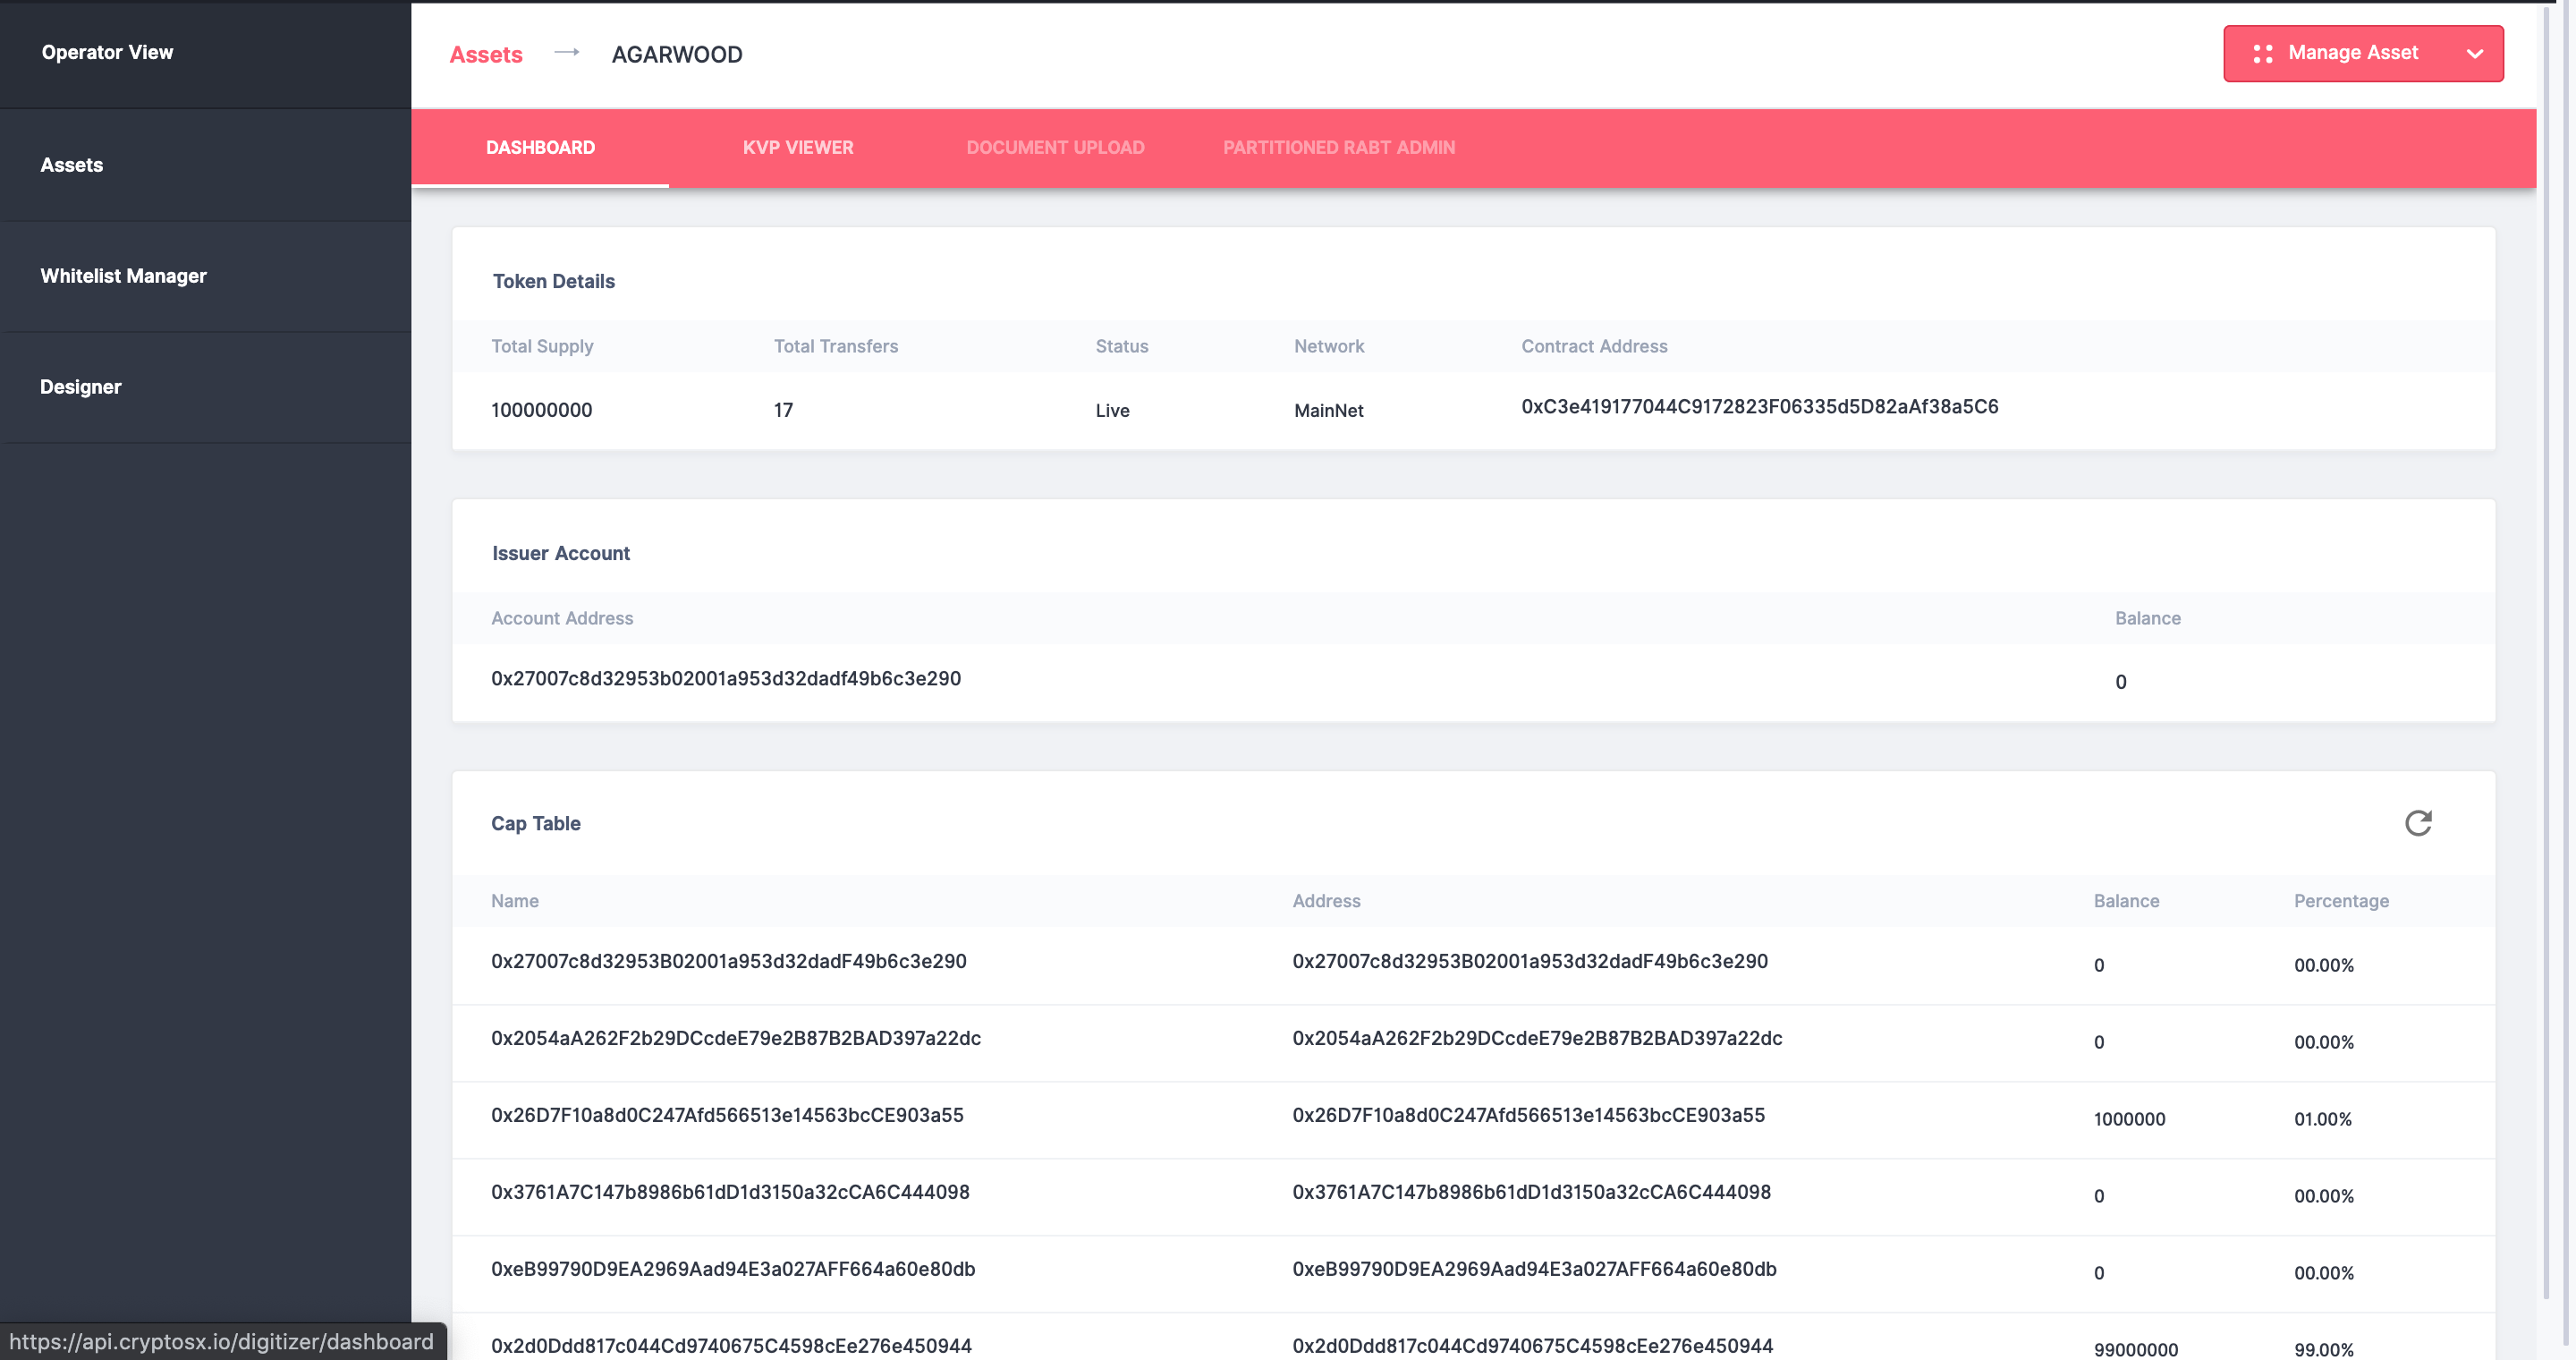 Operator View
Assets
Whitelist Manager
Designer
Assets → AGARWOOD
Manage Asset
DASHBOARD KVP VIEWER DOCUMENT UPLOAD PARTITIONED RABT ADMIN
Token Details
Total Supply Total Transfers Status Network Contract Address
100000000 17 Live MainNet 0xC3e419177044C9172823F06335d5D82aAf38a5C6
Issuer Account
Account Address Balance
0x27007c8d32953b02001a953d32dadf49b6c3e290 0
Cap Table
Name Address Balance Percentage
0x27007c8d32953B02001a953d32dadF49b6c3e290 0x27007c8d32953B02001a953d32dadF49b6c3e290 0 00.00%
0x2054aA262F2b29DCcdeE79e2B87B2BAD397a22dc 0x2054aA262F2b29DCcdeE79e2B87B2BAD397a22dc 0 00.00%
0x26D7F10a8d0C247Afd566513e14563bcCE903a55 0x26D7F10a8d0C247Afd566513e14563bcCE903a55 1000000 01.00%
0x3761A7C147b8986b61dD1d3150a32cCA6C444098 0x3761A7C147b8986b61dD1d3150a32cCA6C444098 0 00.00%
0xeB99790D9EA2969Aad94E3a027AFF664a60e80db 0xeB99790D9EA2969Aad94E3a027AFF664a60e80db 0 00.00%
0x2d0Ddd817c044Cd9740675C4598cEe276e450944 0x2d0Ddd817c044Cd9740675C4598cEe276e450944 99000000 99.00%
https://api.cryptosx.io/digitizer/dashboard